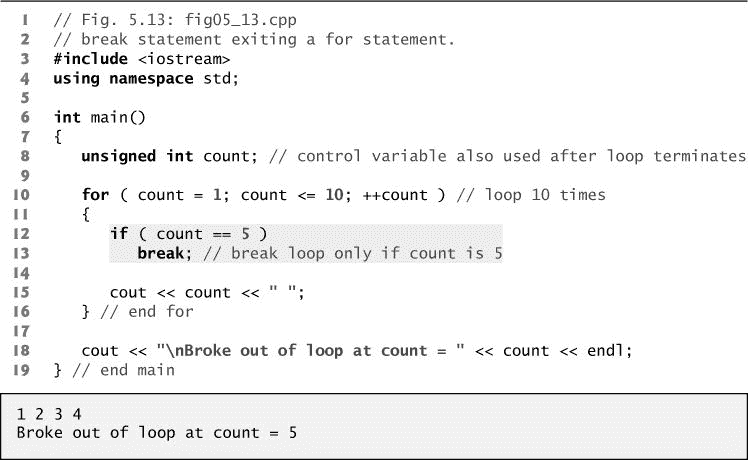 1 // Fig. 5.13: fig05_13.cpp
2 // break statement exiting a for statement.
3 #include <iostream>
4 using namespace std;
5
6 int main()
7 {
8    unsigned int count; // control variable also used after loop terminates
9
10    for ( count = 1; count <= 10; ++count ) // loop 10 times
11    {
12       if ( count == 5 )
13          break; // break loop only if count is 5
14
15       cout << count << " ";
16    } // end for
17
18    cout << "\nBroke out of loop at count = " << count << endl;
19 } // end main
1 2 3 4
Broke out of loop at count = 5